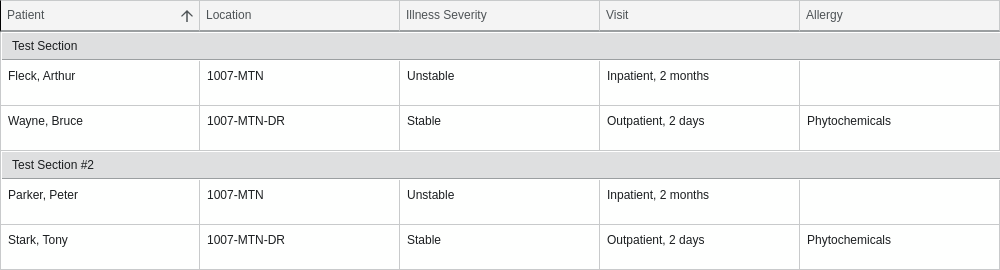 Patient Location Illness Severity Visit Allergy
Test Section
Fleck, Arthur 1007-MTN Unstable Inpatient, 2 months
Wayne, Bruce 1007-MTN-DR Stable Outpatient, 2 days Phytochemicals
Test Section #2
Parker, Peter 1007-MTN Unstable Inpatient, 2 months
Stark, Tony 1007-MTN-DR Stable Outpatient, 2 days Phytochemicals